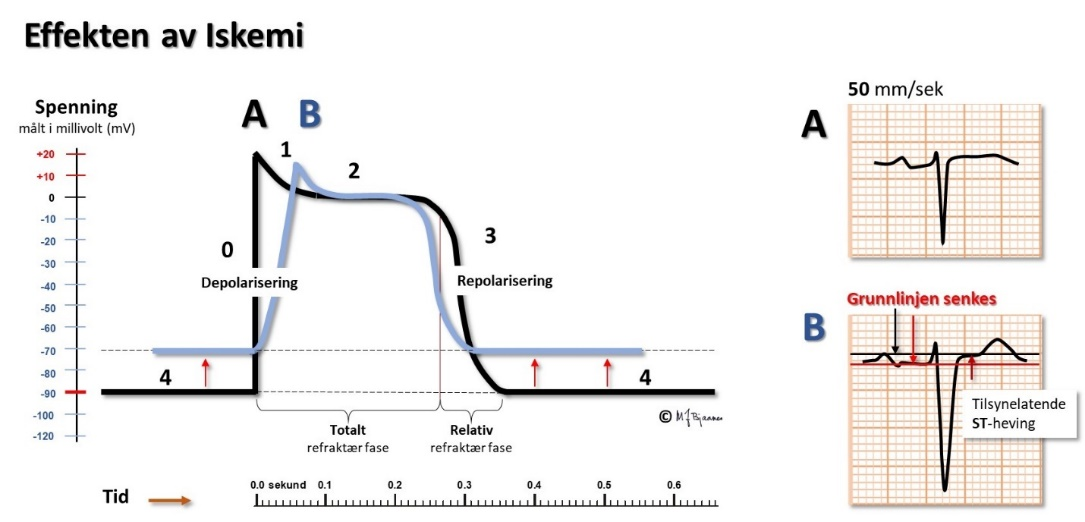 Effekten av Iskemi
Spenning
målt i millivolt (mV)
+20
+10
0
-10
-20
-30
-40
-50
-60
-70
-80
-90
-100
-120
A B
1
2
0
3
Depolarisering
Repolarisering
4
4
Totalt
refraktær fase
Relativ
refraktær fase
©
Tid
0.0 sekund 0.1 0.2 0.3 0.4 0.5 0.6
50 mm/sek
A
Grunnlinjen senkes
B
Tilsynelatende
ST-heving